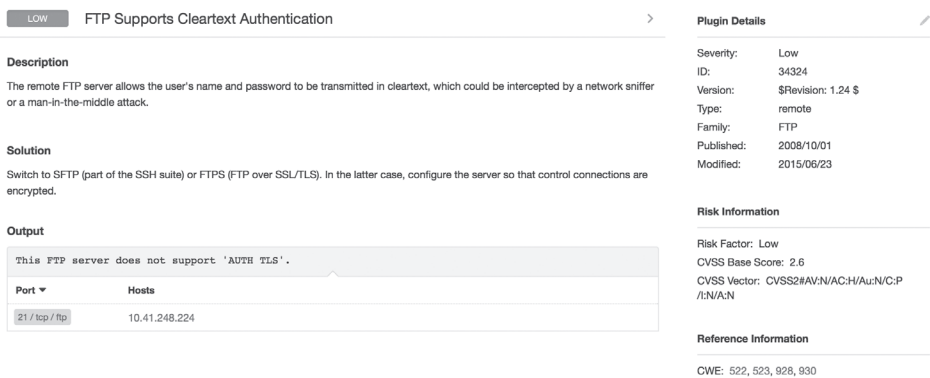 LOW FTP Supports Cleartext Authentication
Description
The remote FTP server allows the user's name and password to be transmitted in cleartext, which could be intercepted by a network sniffer
or a man-in-the-middle attack.
Solution
Switch to SFTP (part of the SSH suite) or FTPS (FTP over SSL/TLS). In the latter case, configure the server so that control connections are
encrypted.
Output
This FTP server does not support 'AUTH TLS'.
Port ▼ Hosts
21 / tcp / ftp 10.41.248.224
Plugin Details
Severity: Low
ID: 34324
Version: $Revision: 1.24 $
Type: remote
Family: FTP
Published: 2008/10/01
Modified: 2015/06/23
Risk Information
Risk Factor: Low
CVSS Base Score: 2.6
CVSS Vector: CVSS2#AV:N/AC:H/Au:N/C:P
/I:N/A:N
Reference Information
CWE: 522, 523, 928, 930